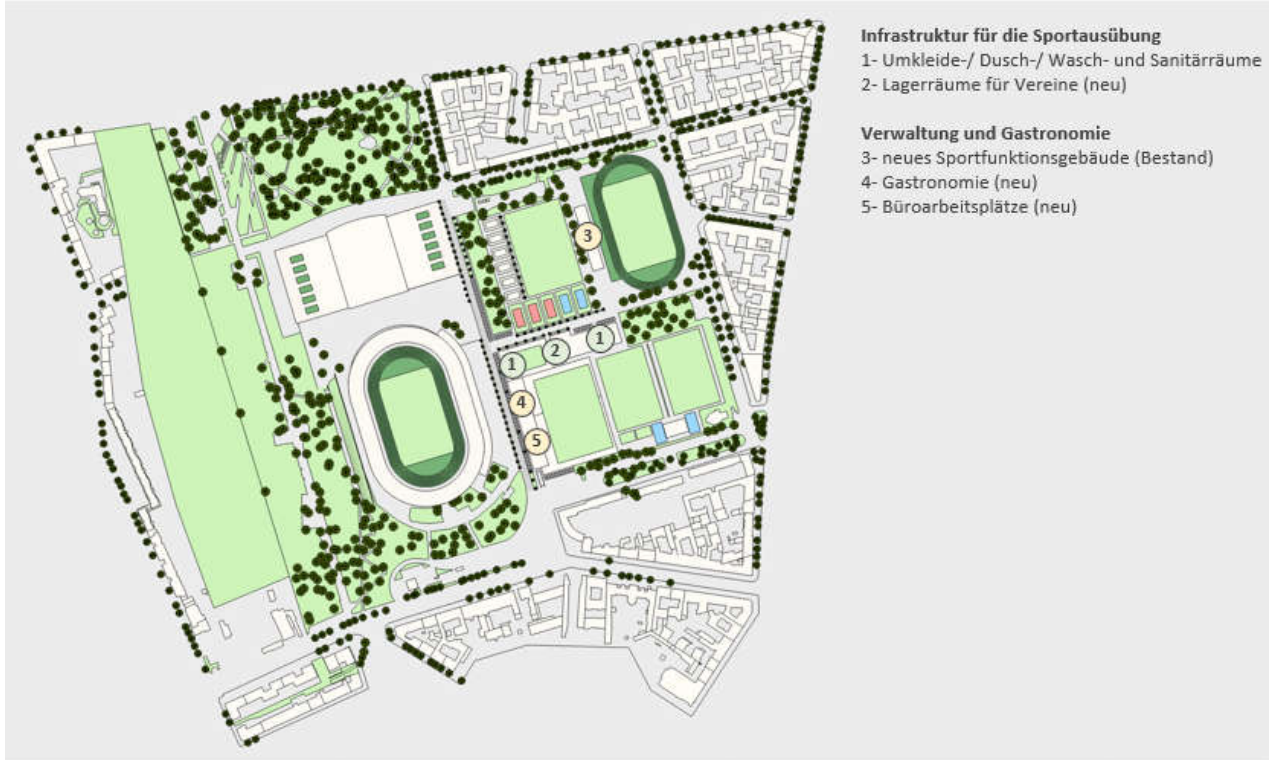 Infrastruktur für die Sportausübung
1- Umkleide-/ Dusch-/ Wasch- und Sanitärräume
2- Lagerräume für Vereine (neu)
Verwaltung und Gastronomie
3- neues Sportfunktionsgebäude (Bestand)
4- Gastronomie (neu)
5- Büroarbeitsplätze (neu)
3
1
2
1
4
5